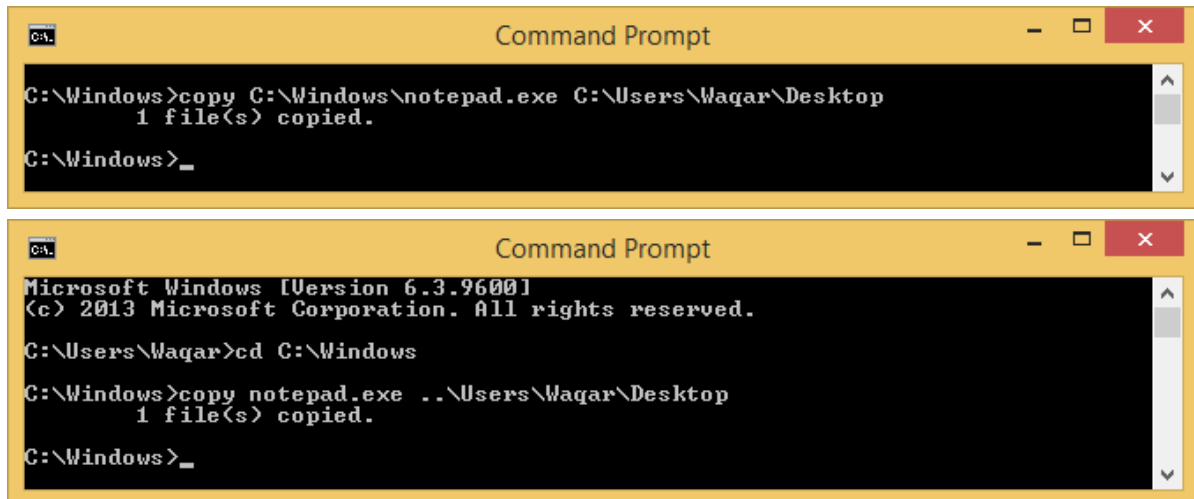 Command Prompt
C:\Windows>copy C:\Windows\notepad.exe C:\Users\Waqar\Desktop
1 file(s) copied.
C:\Windows>_
Command Prompt
Microsoft Windows [Version 6.3.9600]
(c) 2013 Microsoft Corporation. All rights reserved.
C:\Users\Waqar>cd C:\Windows
C:\Windows>copy notepad.exe ..\Users\Waqar\Desktop
1 file(s) copied.
C:\Windows>_